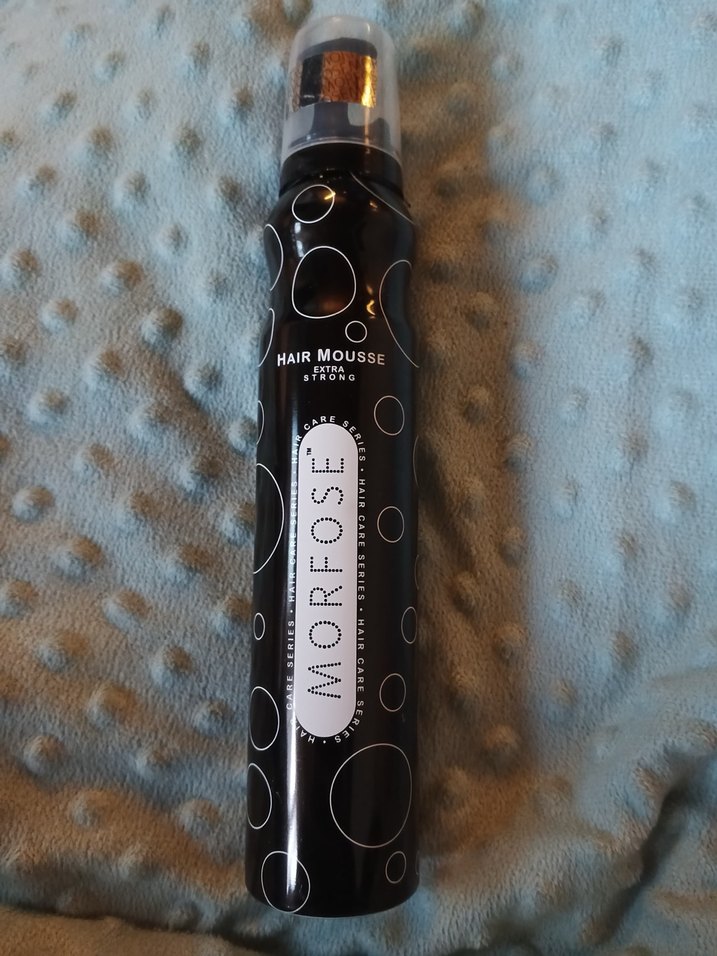 HAIR MOUSSE
EXTRA
STRONG
MORFOSE™
HAIR CARE SERIES • HAIR CARE SERIES • HAIR CARE SERIES • HAIR CARE SERIES • HAIR CARE SERIES •